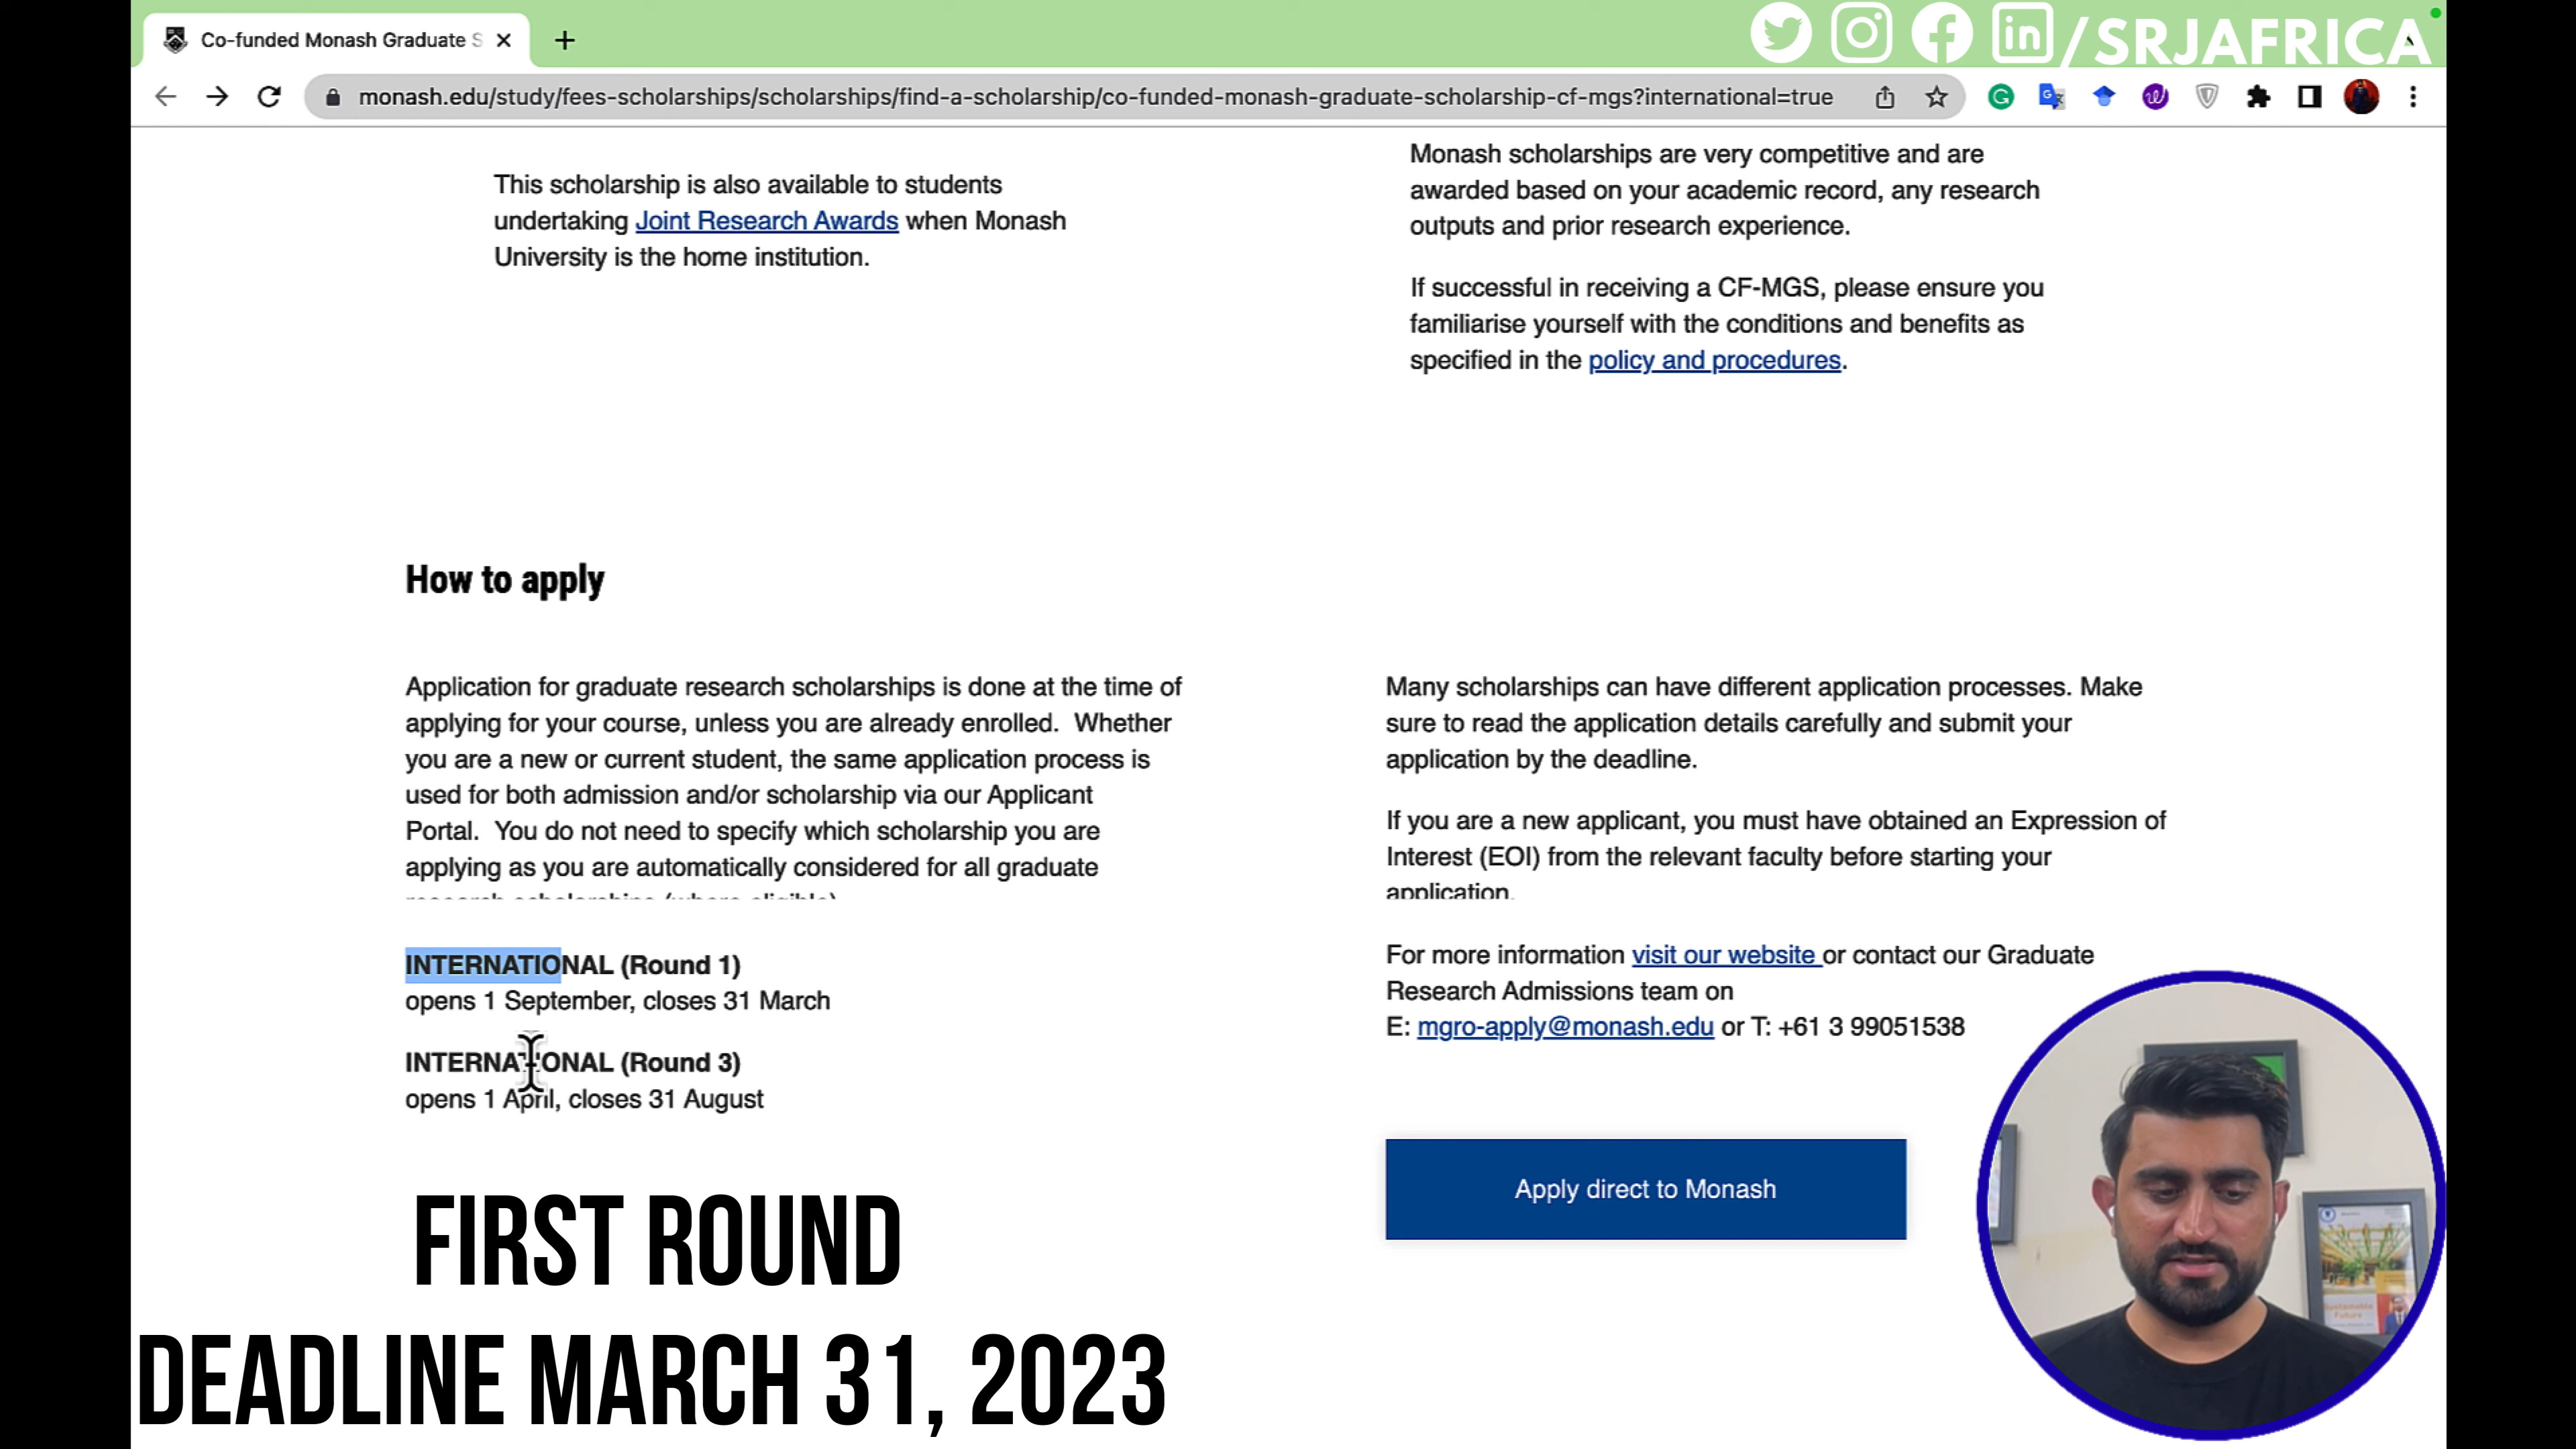 Co-funded Monash Graduate S
/SRJAFRICA
monash.edu/study/fees-scholarships/scholarships/find-a-scholarship/co-funded-monash-graduate-scholarship-cf-mgs?international=true
This scholarship is also available to students
undertaking Joint Research Awards when Monash
University is the home institution.
Monash scholarships are very competitive and are
awarded based on your academic record, any research
outputs and prior research experience.
If successful in receiving a CF-MGS, please ensure you
familiarise yourself with the conditions and benefits as
specified in the policy and procedures.
How to apply
Application for graduate research scholarships is done at the time of
applying for your course, unless you are already enrolled.  Whether
you are a new or current student, the same application process is
used for both admission and/or scholarship via our Applicant
Portal.  You do not need to specify which scholarship you are
applying as you are automatically considered for all graduate
research scholarships (where eligible)
INTERNATIONAL (Round 1)
opens 1 September, closes 31 March
INTERNATIONAL (Round 3)
opens 1 April, closes 31 August
Many scholarships can have different application processes. Make
sure to read the application details carefully and submit your
application by the deadline.
If you are a new applicant, you must have obtained an Expression of
Interest (EOI) from the relevant faculty before starting your
application.
For more information visit our website or contact our Graduate
Research Admissions team on
E: mgro-apply@monash.edu or T: +61 3 99051538
Apply direct to Monash
FIRST ROUND
DEADLINE MARCH 31, 2023
Sustainable
Future